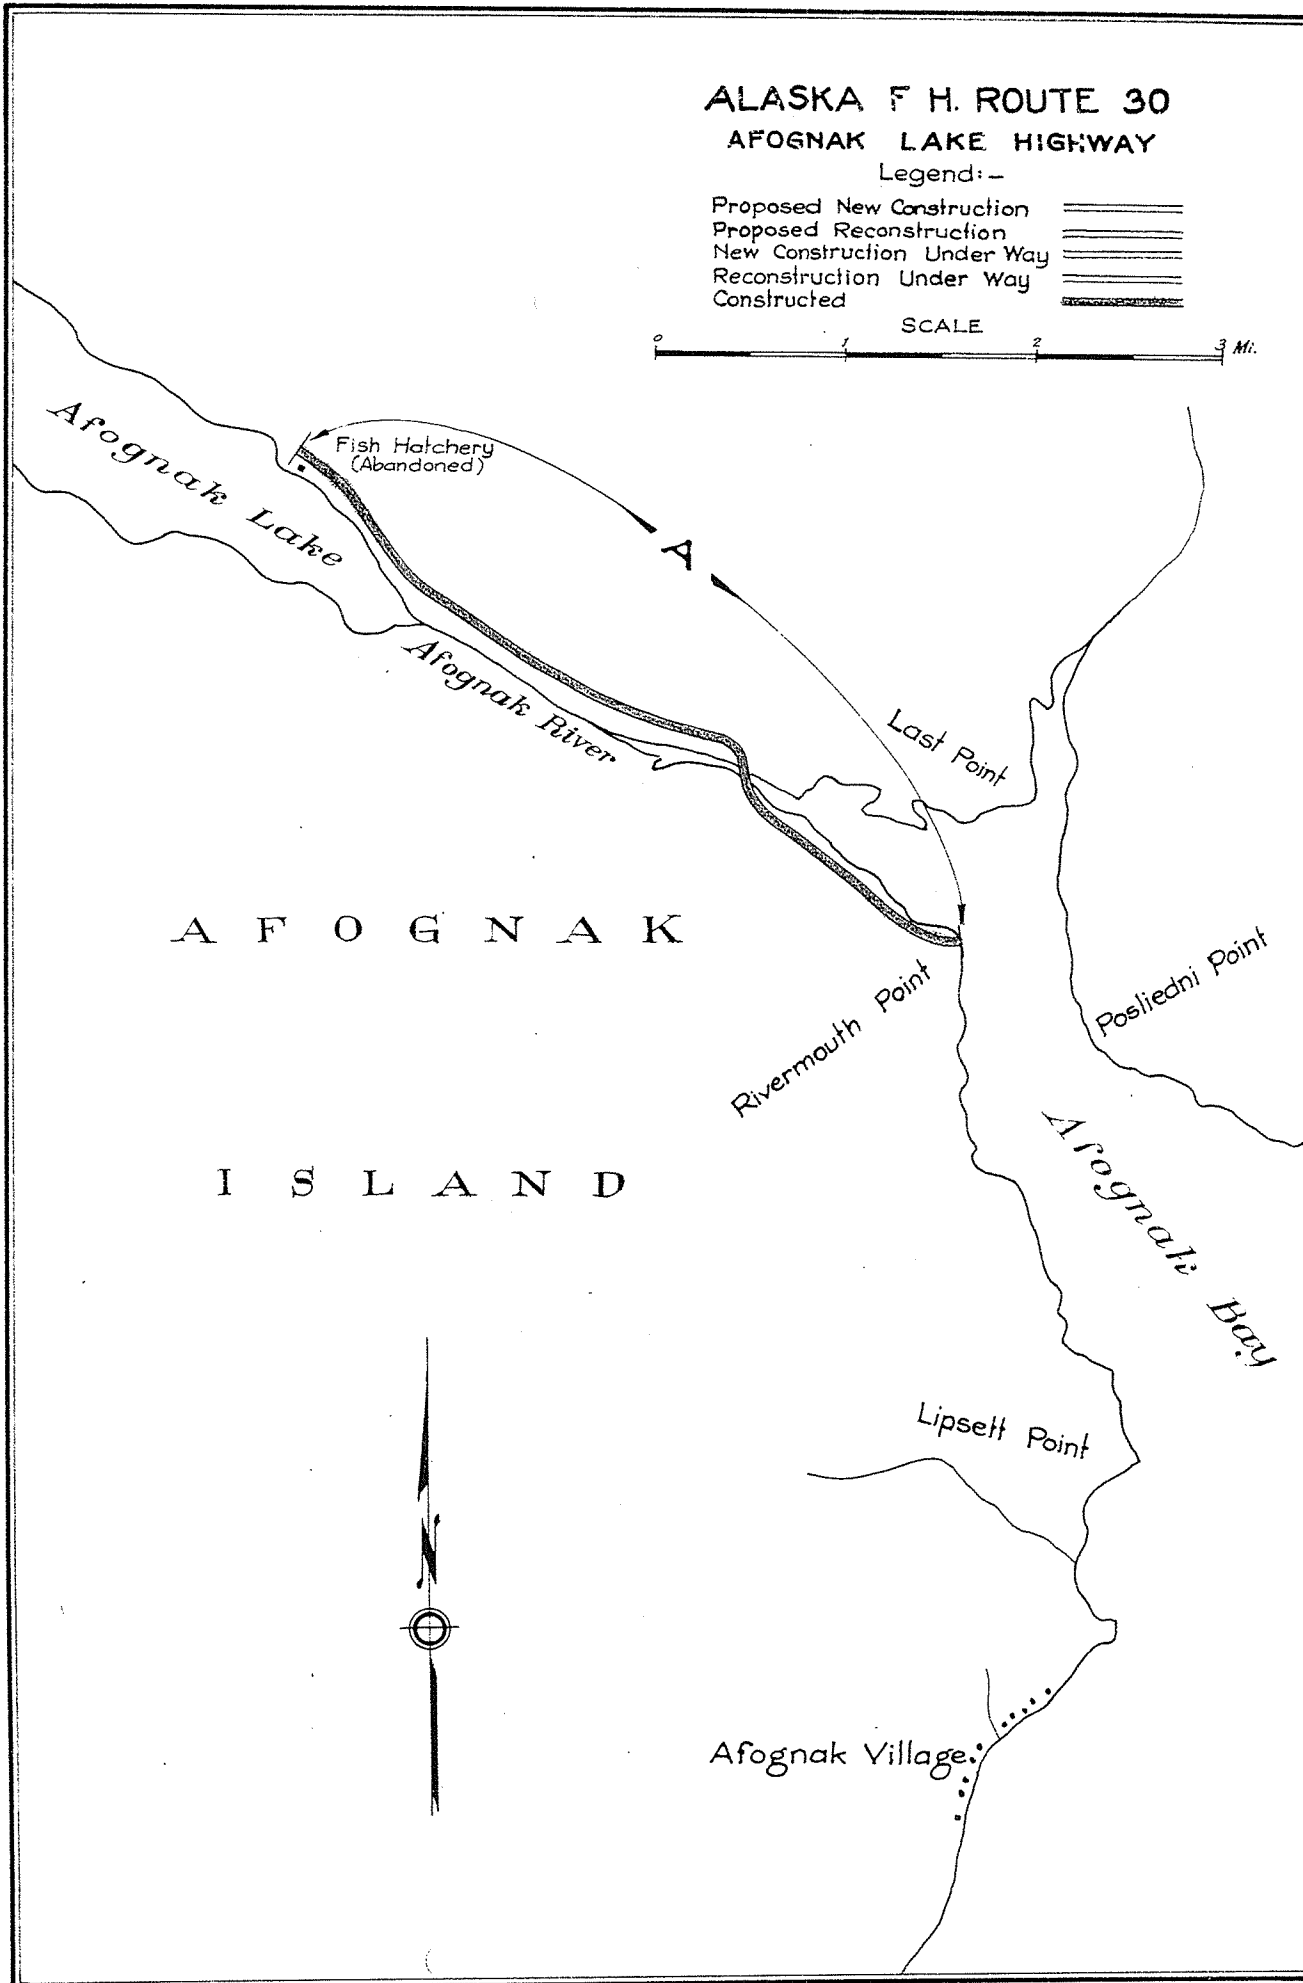 ALASKA F H. ROUTE 30
AFOGNAK LAKE HIGHWAY
Legend:-
Proposed New Construction
Proposed Reconstruction
New Construction Under Way
Reconstruction Under Way
Constructed
SCALE
0 1 2 3 Mi.
Afognak Lake
Fish Hatchery
(Abandoned)
A
Afognak River
Last Point
AFOGNAK
Rivermouth Point
Posliedni Point
ISLAND
Afognak Bay
Lipsett Point
N
Afognak Village